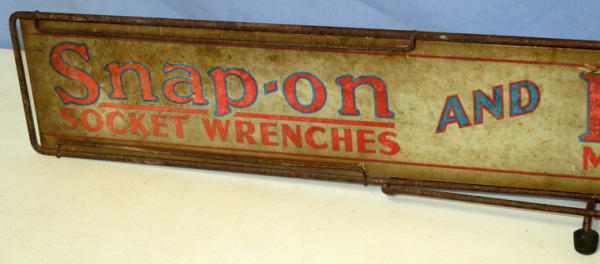 Snap-on AND
SOCKET WRENCHES